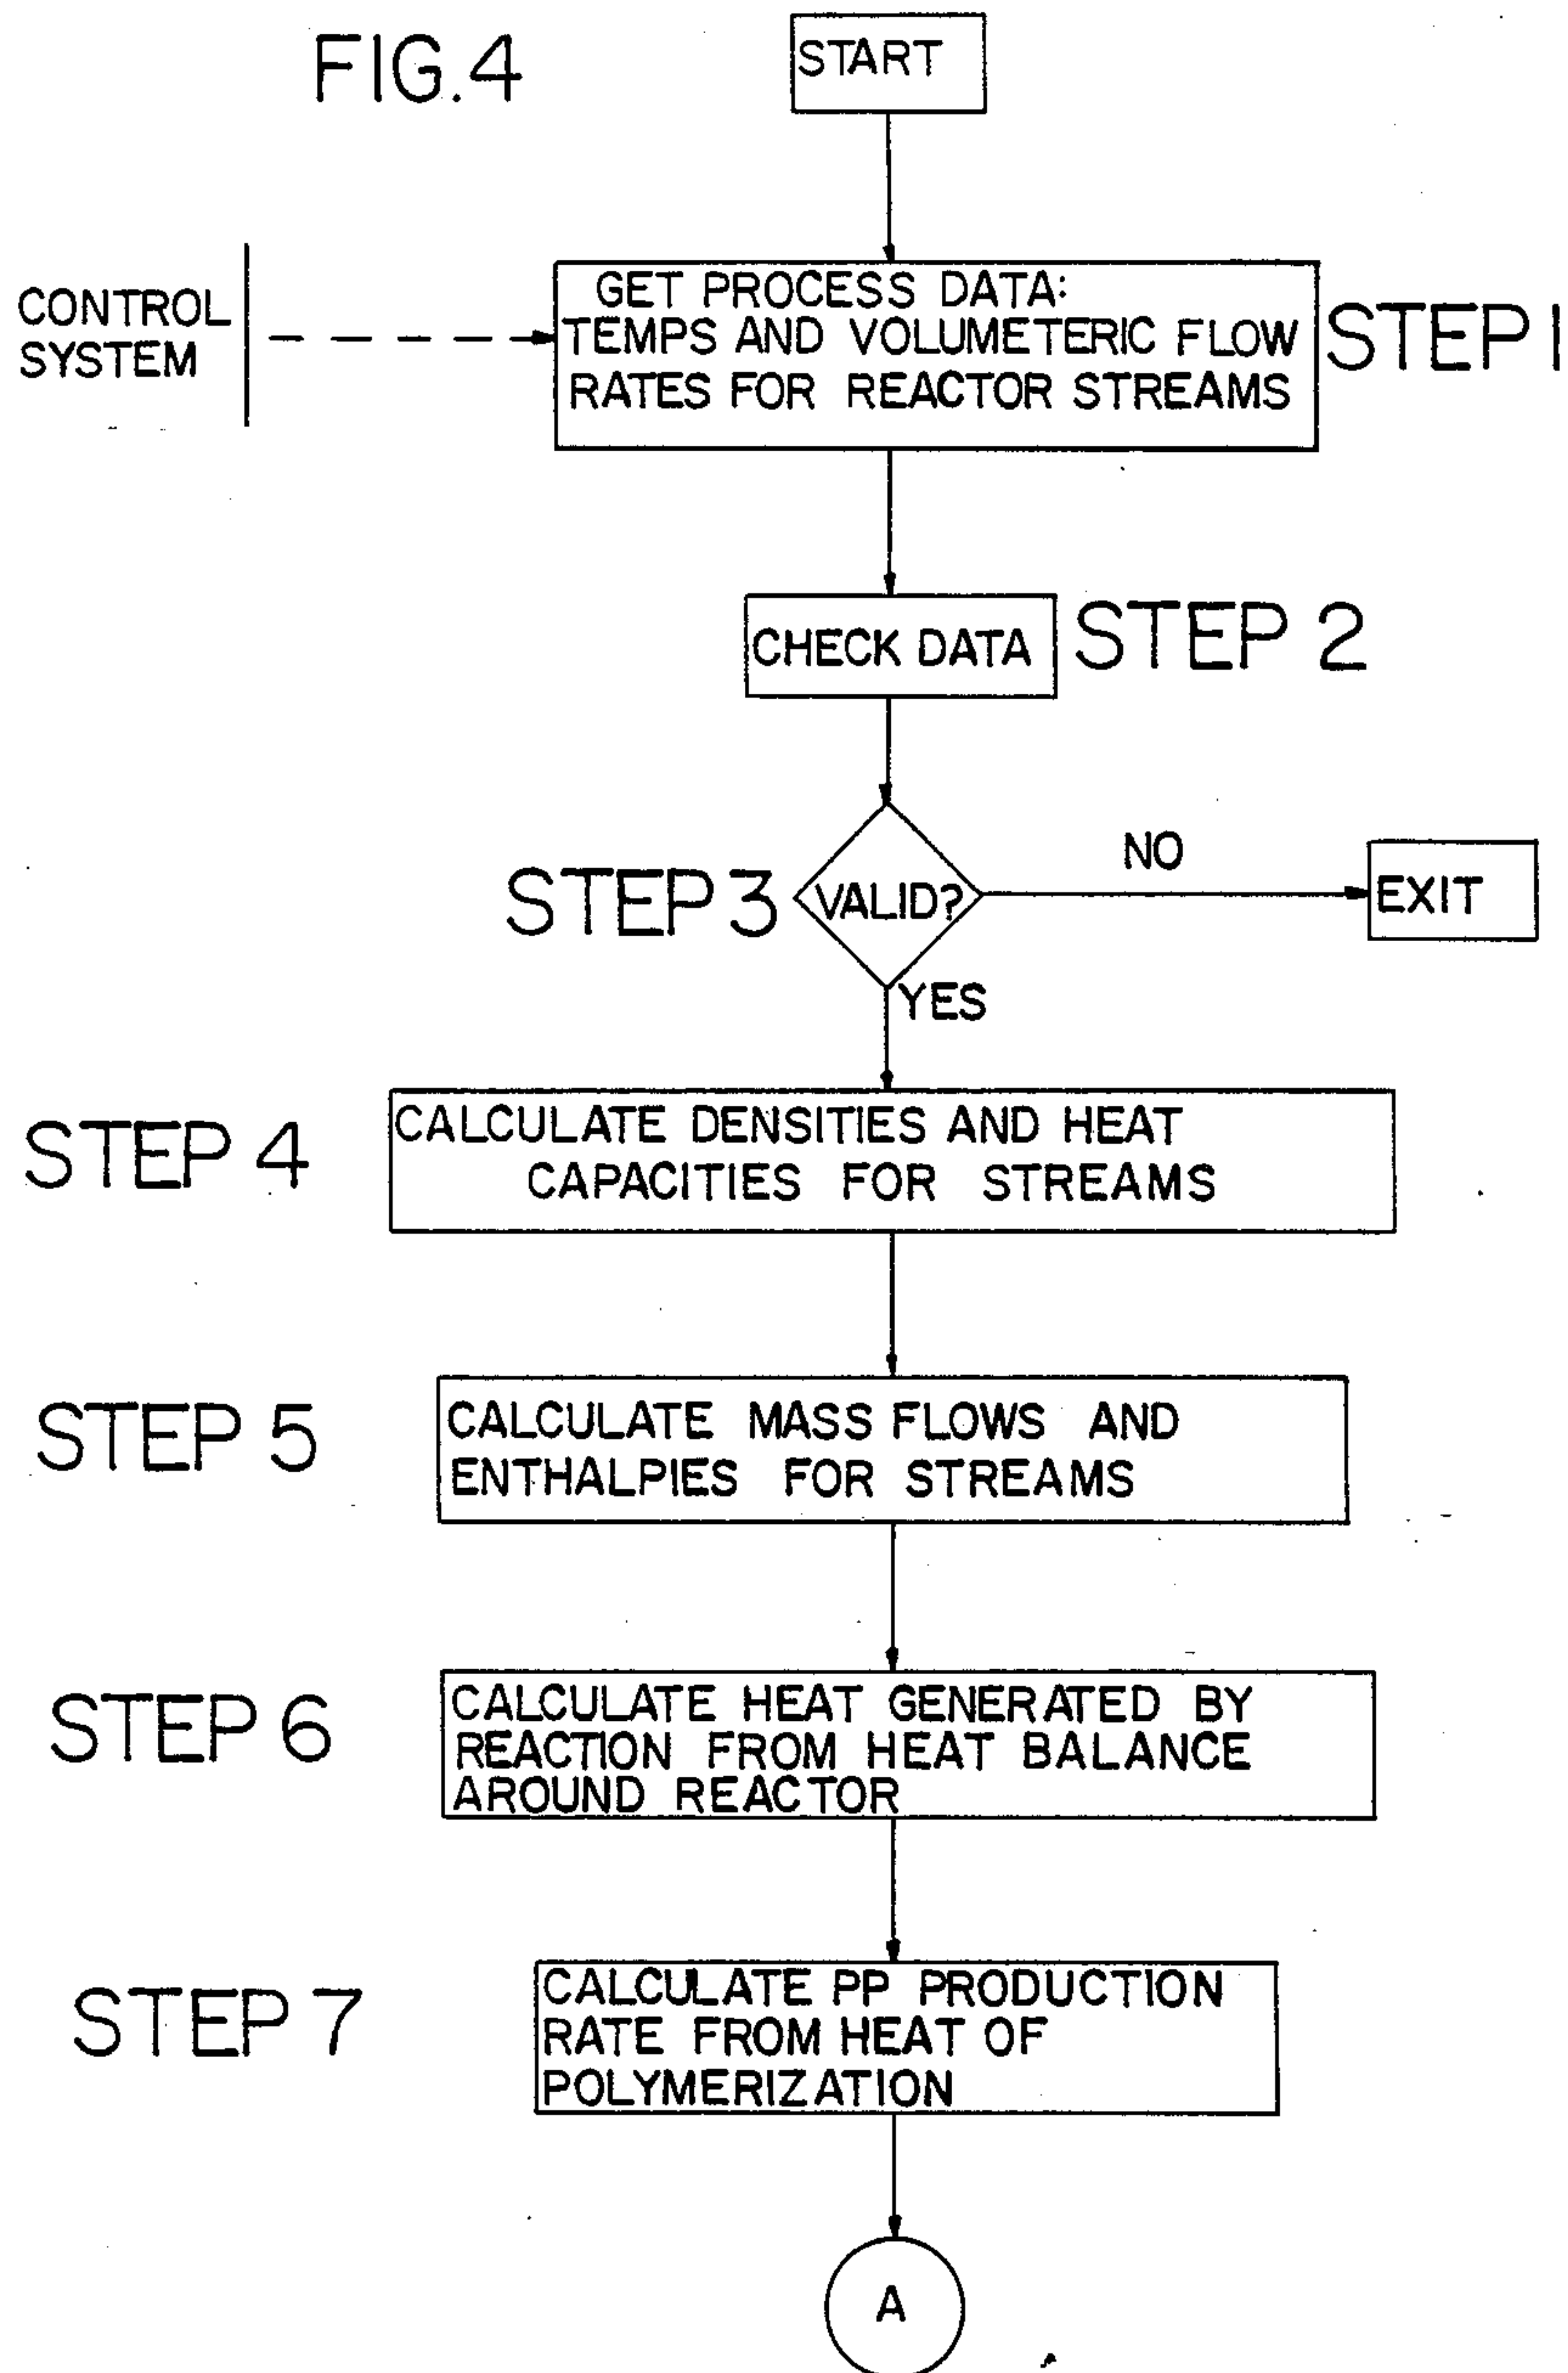 FIG.4
START
CONTROL
SYSTEM
GET PROCESS DATA:
TEMPS AND VOLUMETERIC FLOW
RATES FOR REACTOR STREAMS
STEP 1
CHECK DATA
STEP 2
STEP 3
VALID?
NO
EXIT
YES
STEP 4
CALCULATE DENSITIES AND HEAT
CAPACITIES FOR STREAMS
STEP 5
CALCULATE MASS FLOWS AND
ENTHALPIES FOR STREAMS
STEP 6
CALCULATE HEAT GENERATED BY
REACTION FROM HEAT BALANCE
AROUND REACTOR
STEP 7
CALCULATE PP PRODUCTION
RATE FROM HEAT OF
POLYMERIZATION
A